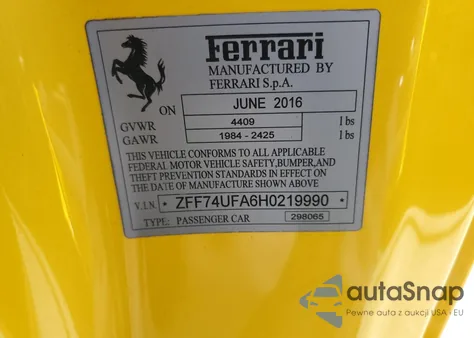 Ferrari
MANUFACTURED BY
FERRARI S.p.A.
ON JUNE 2016
GVWR 4409 lbs
GAWR 1984 - 2425 lbs
THIS VEHICLE CONFORMS TO ALL APPLICABLE
FEDERAL MOTOR VEHICLE SAFETY,BUMPER,AND
THEFT PREVENTION STANDARDS IN EFFECT ON
THE DATE OF MANUFACTURE SHOWN ABOVE
V.I.N. * ZFF74UFA6H0219990 *
TYPE: PASSENGER CAR 298065
autoSnap
Pewne auta z aukcji USA - EU